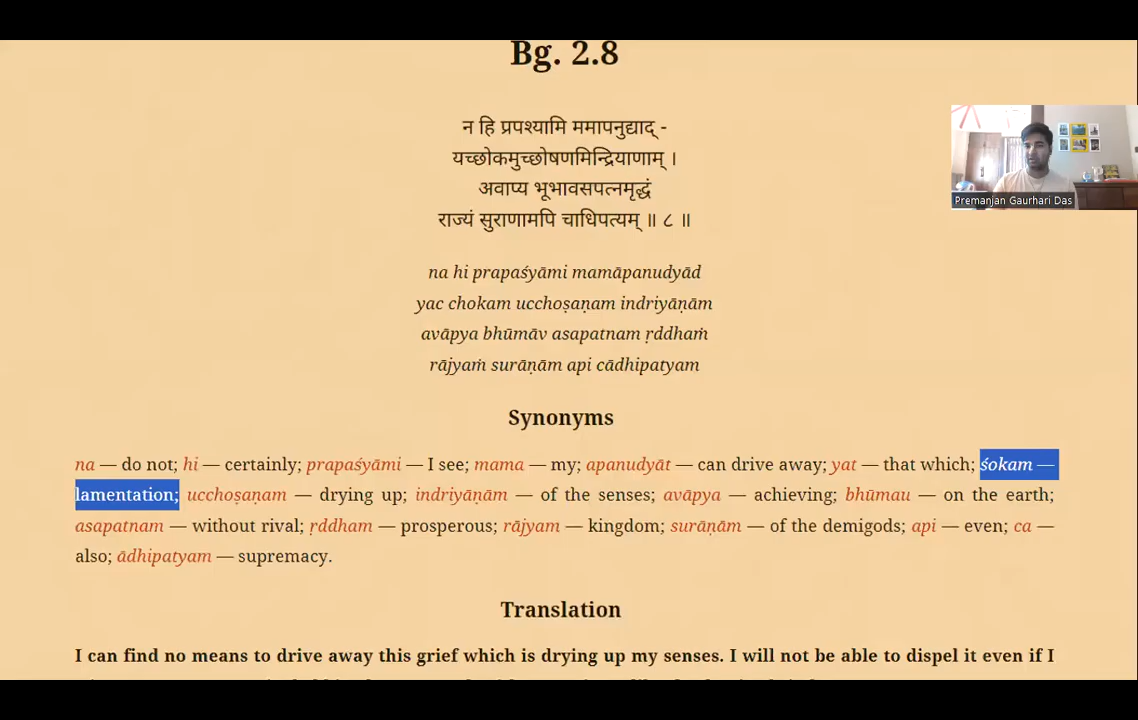 Bg. 2.8
न हि प्रपश्यामि ममापनुद्याद् -
यच्छोकमुच्छोषणमिन्द्रियाणाम् ।
अवाप्य भूभावसपत्नमृद्धं
राज्यं सुराणामपि चाधिपत्यम् ॥ ८ ॥
Premanjan Gaurhari Das
na hi prapaśyāmi mamāpanudyād
yac chokam ucchoṣaṇam indriyāṇām
avāpya bhūmāv asapatnam ṛddhaṁ
rājyaṁ surāṇām api cādhipatyam
Synonyms
na — do not; hi — certainly; prapaśyāmi — I see; mama — my; apanudyāt — can drive away; yat — that which; śokam —
lamentation; ucchoṣaṇam — drying up; indriyāṇām — of the senses; avāpya — achieving; bhūmau — on the earth;
asapatnam — without rival; ṛddham — prosperous; rājyam — kingdom; surāṇām — of the demigods; api — even; ca —
also; ādhipatyam — supremacy.
Translation
I can find no means to drive away this grief which is drying up my senses. I will not be able to dispel it even if I